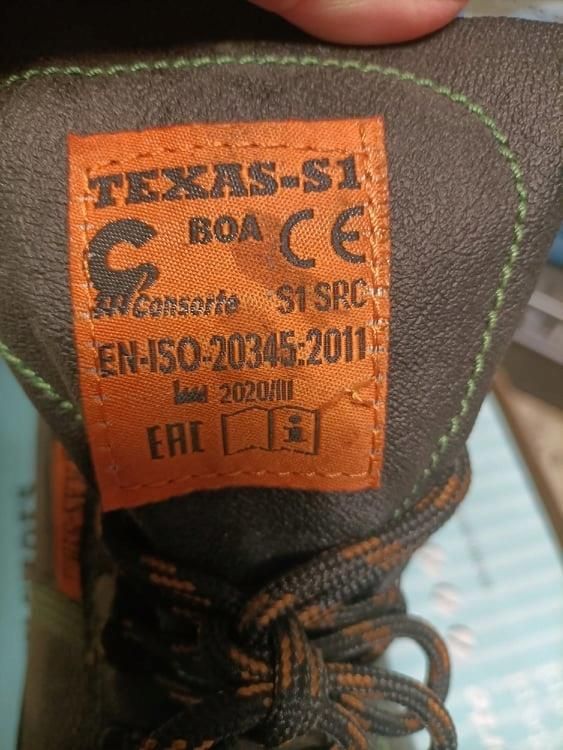 TEXAS-S1
BOA CE
Consorte S1 SRC
EN-ISO-20345:2011
2020/III
EAC
i